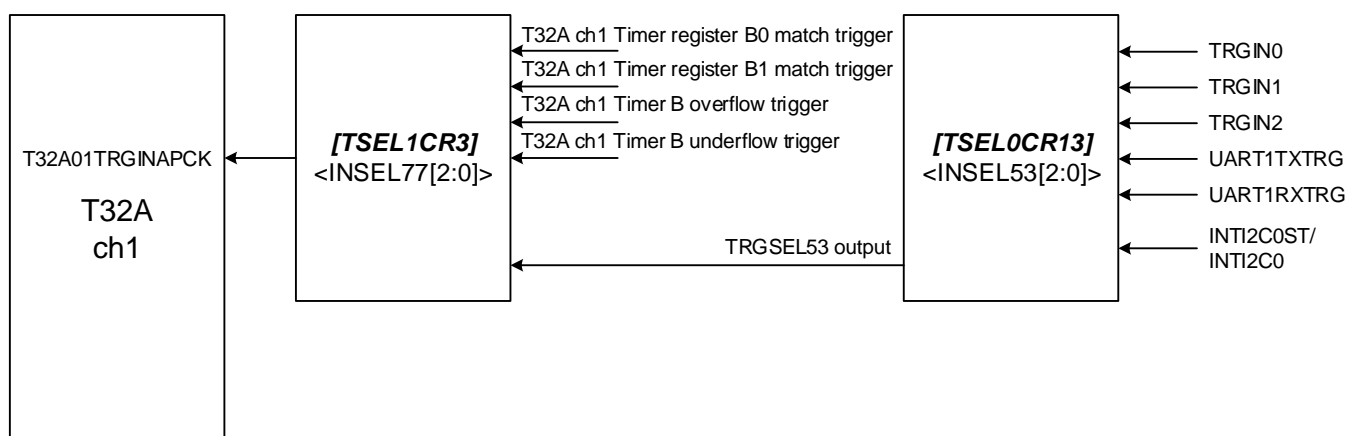 T32A01TRGINAPCK
T32A
ch1
[TSEL1CR3]
<INSEL77[2:0]>
T32A ch1 Timer register B0 match trigger
T32A ch1 Timer register B1 match trigger
T32A ch1 Timer B overflow trigger
T32A ch1 Timer B underflow trigger
TRGSEL53 output
[TSEL0CR13]
<INSEL53[2:0]>
TRGIN0
TRGIN1
TRGIN2
UART1TXTRG
UART1RXTRG
INTI2C0ST/
INTI2C0